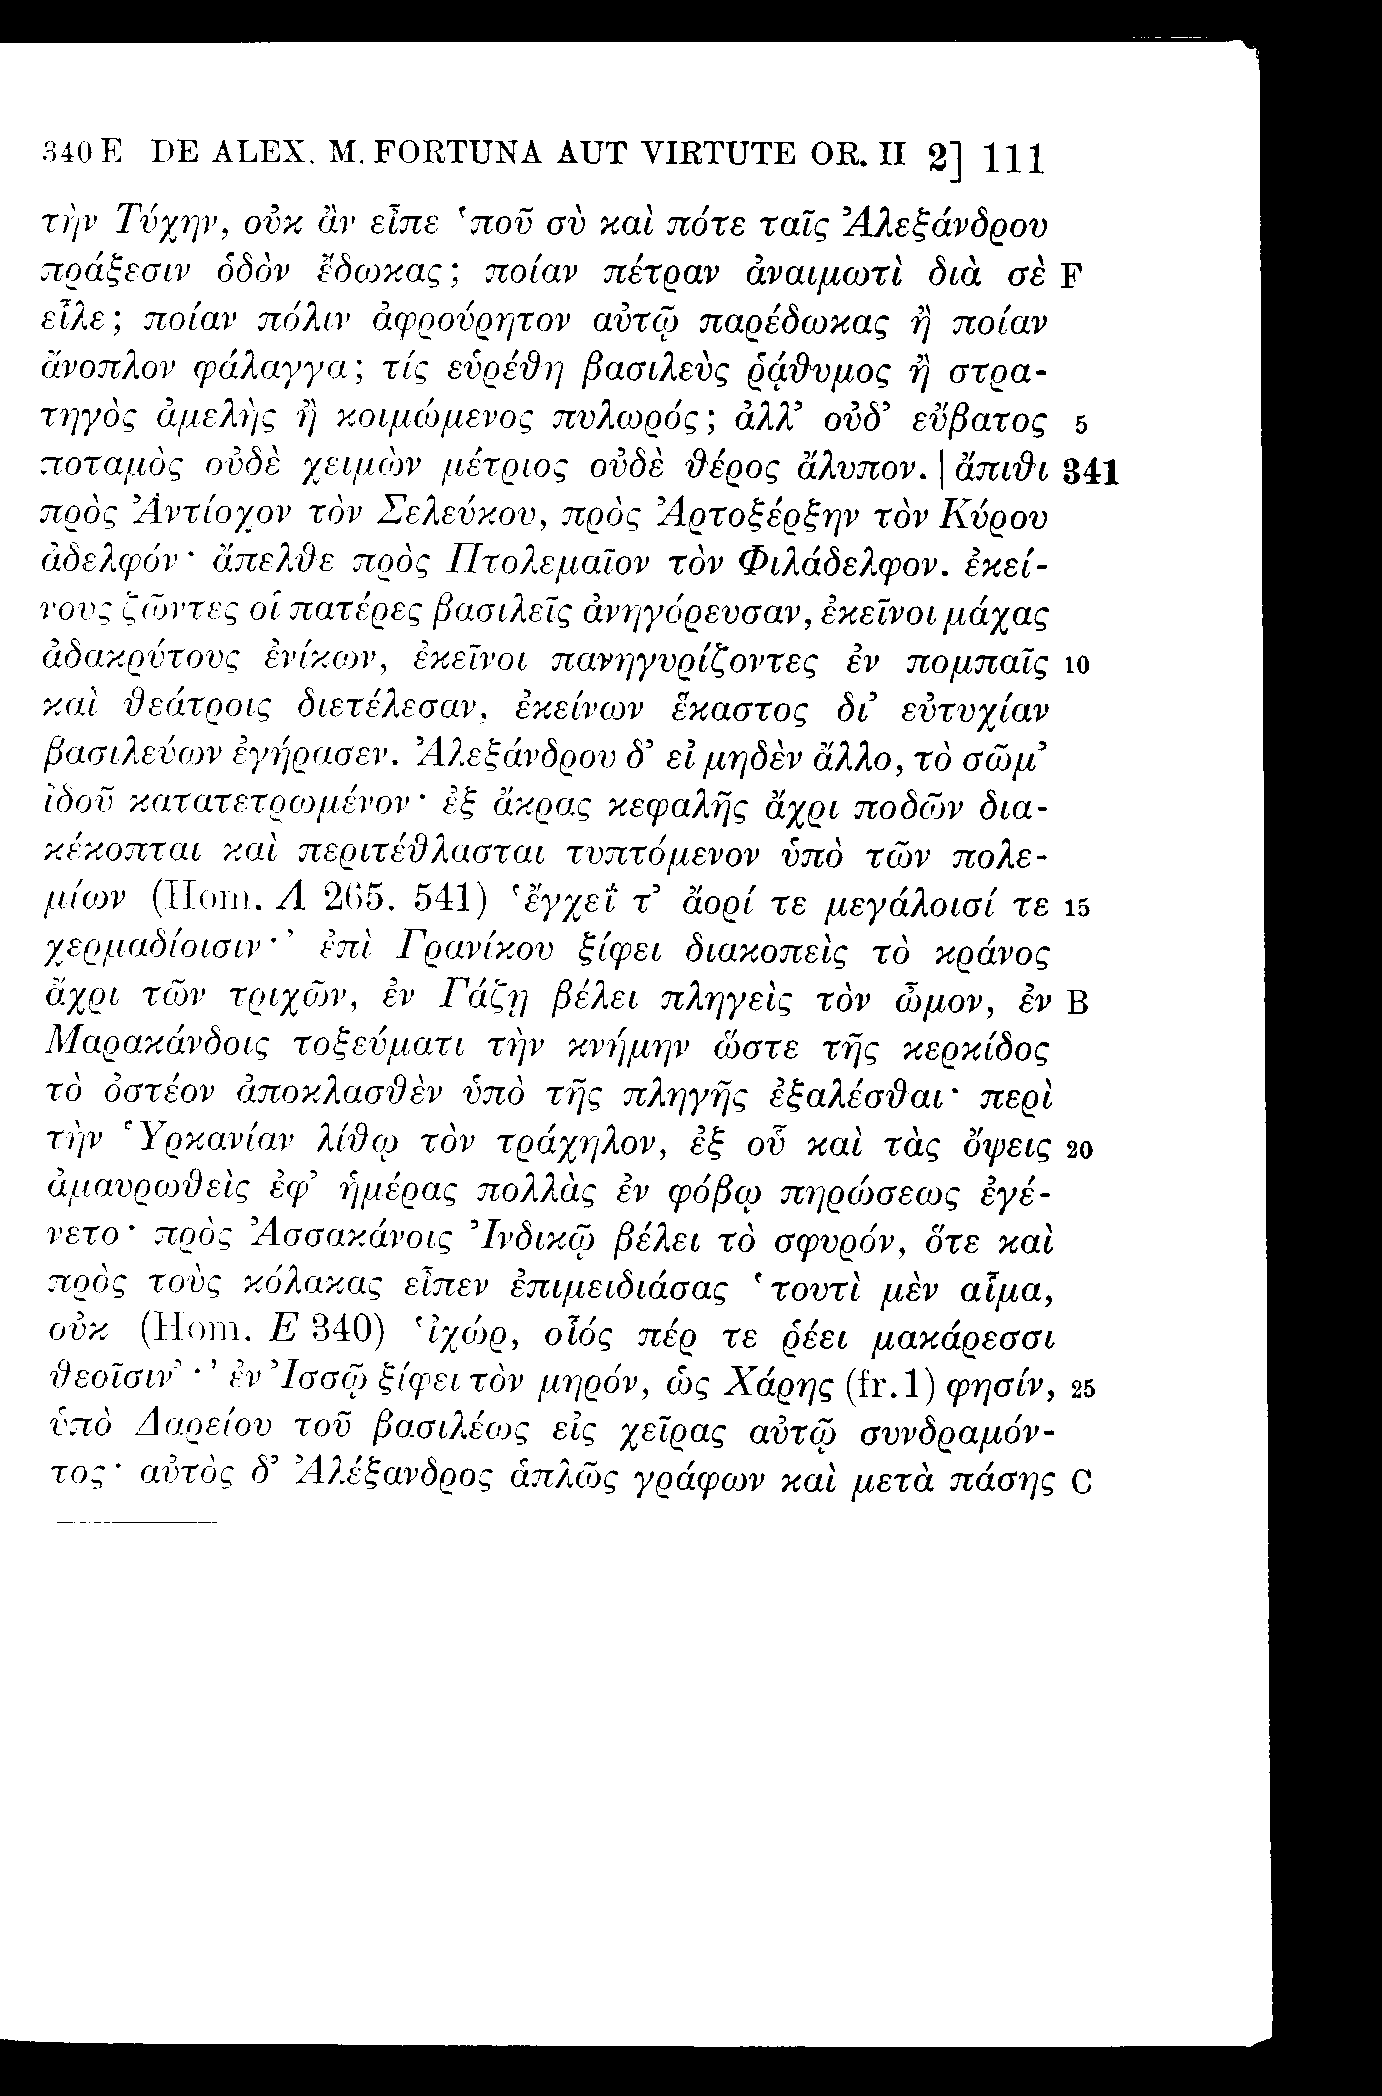 340 E DE ALEX. M. FORTUNA AUT VIRTUTE OR. II 2] 111
τὴν Τύχην, οὐκ ἂν εἶπε ‘ποῦ σὺ καὶ πότε ταῖς Ἀλεξάνδρου
πράξεσιν ὁδὸν ἔδωκας; ποίαν πέτραν ἀναιμωτὶ διὰ σὲ F
εἷλε; ποίαν πόλιν ἀφρούρητον αὐτῷ παρέδωκας ἢ ποίαν
ἄνοπλον φάλαγγα; τίς εὑρέθη βασιλεὺς ῥᾴθυμος ἢ στρα-
τηγὸς ἀμελὴς ἢ κοιμώμενος πυλωρός; ἀλλ’ οὐδ’ εὔβατος 5
ποταμὸς οὐδὲ χειμὼν μέτριος οὐδὲ θέρος ἄλυπον. | ἄπιθι 341
πρὸς Ἀντίοχον τὸν Σελεύκου, πρὸς Ἀρτοξέρξην τὸν Κύρου
ἀδελφόν· ἄπελθε πρὸς Πτολεμαῖον τὸν Φιλάδελφον. ἐκεί-
νους ζῶντες οἱ πατέρες βασιλεῖς ἀνηγόρευσαν, ἐκεῖνοι μάχας
ἀδακρύτους ἐνίκων, ἐκεῖνοι πανηγυρίζοντες ἐν πομπαῖς 10
καὶ θεάτροις διετέλεσαν, ἐκείνων ἕκαστος δι’ εὐτυχίαν
βασιλεύων ἐγήρασεν. Ἀλεξάνδρου δ’ εἰ μηδὲν ἄλλο, τὸ σῶμ’
ἰδοῦ κατατετρωμένον· ἐξ ἄκρας κεφαλῆς ἄχρι ποδῶν δια-
κέκοπται καὶ περιτέθλασται τυπτόμενον ὑπὸ τῶν πολε-
μίων (Hom. Λ 265. 541) ‘ἔγχεΐ τ’ ἄορί τε μεγάλοισί τε 15
χερμαδίοισιν·’ ἐπὶ Γρανίκου ξίφει διακοπεὶς τὸ κράνος
ἄχρι τῶν τριχῶν, ἐν Γάζῃ βέλει πληγεὶς τὸν ὦμον, ἐν B
Μαρακάνδοις τοξεύματι τὴν κνήμην ὥστε τῆς κερκίδος
τὸ ὀστέον ἀποκλασθὲν ὑπὸ τῆς πληγῆς ἐξαλέσθαι· περὶ
τὴν Ὑρκανίαν λίθῳ τὸν τράχηλον, ἐξ οὗ καὶ τὰς ὄψεις 20
ἀμαυρωθεὶς ἐφ’ ἡμέρας πολλὰς ἐν φόβῳ πηρώσεως ἐγέ-
νετο· πρὸς Ἀσσακάνοις Ἰνδικῷ βέλει τὸ σφυρόν, ὅτε καὶ
πρὸς τοὺς κόλακας εἶπεν ἐπιμειδιάσας ‘τουτὶ μὲν αἷμα,
οὐκ (Hom. E 340) ‘ἰχώρ, οἷός πέρ τε ῥέει μακάρεσσι
θεοῖσιν’·’ ἐν Ἰσσῷ ξίφει τὸν μηρόν, ὡς Χάρης (fr. 1) φησίν, 25
ὑπὸ Δαρείου τοῦ βασιλέως εἰς χεῖρας αὐτῷ συνδραμόν-
τος· αὐτὸς δ’ Ἀλέξανδρος ἁπλῶς γράφων καὶ μετὰ πάσης C